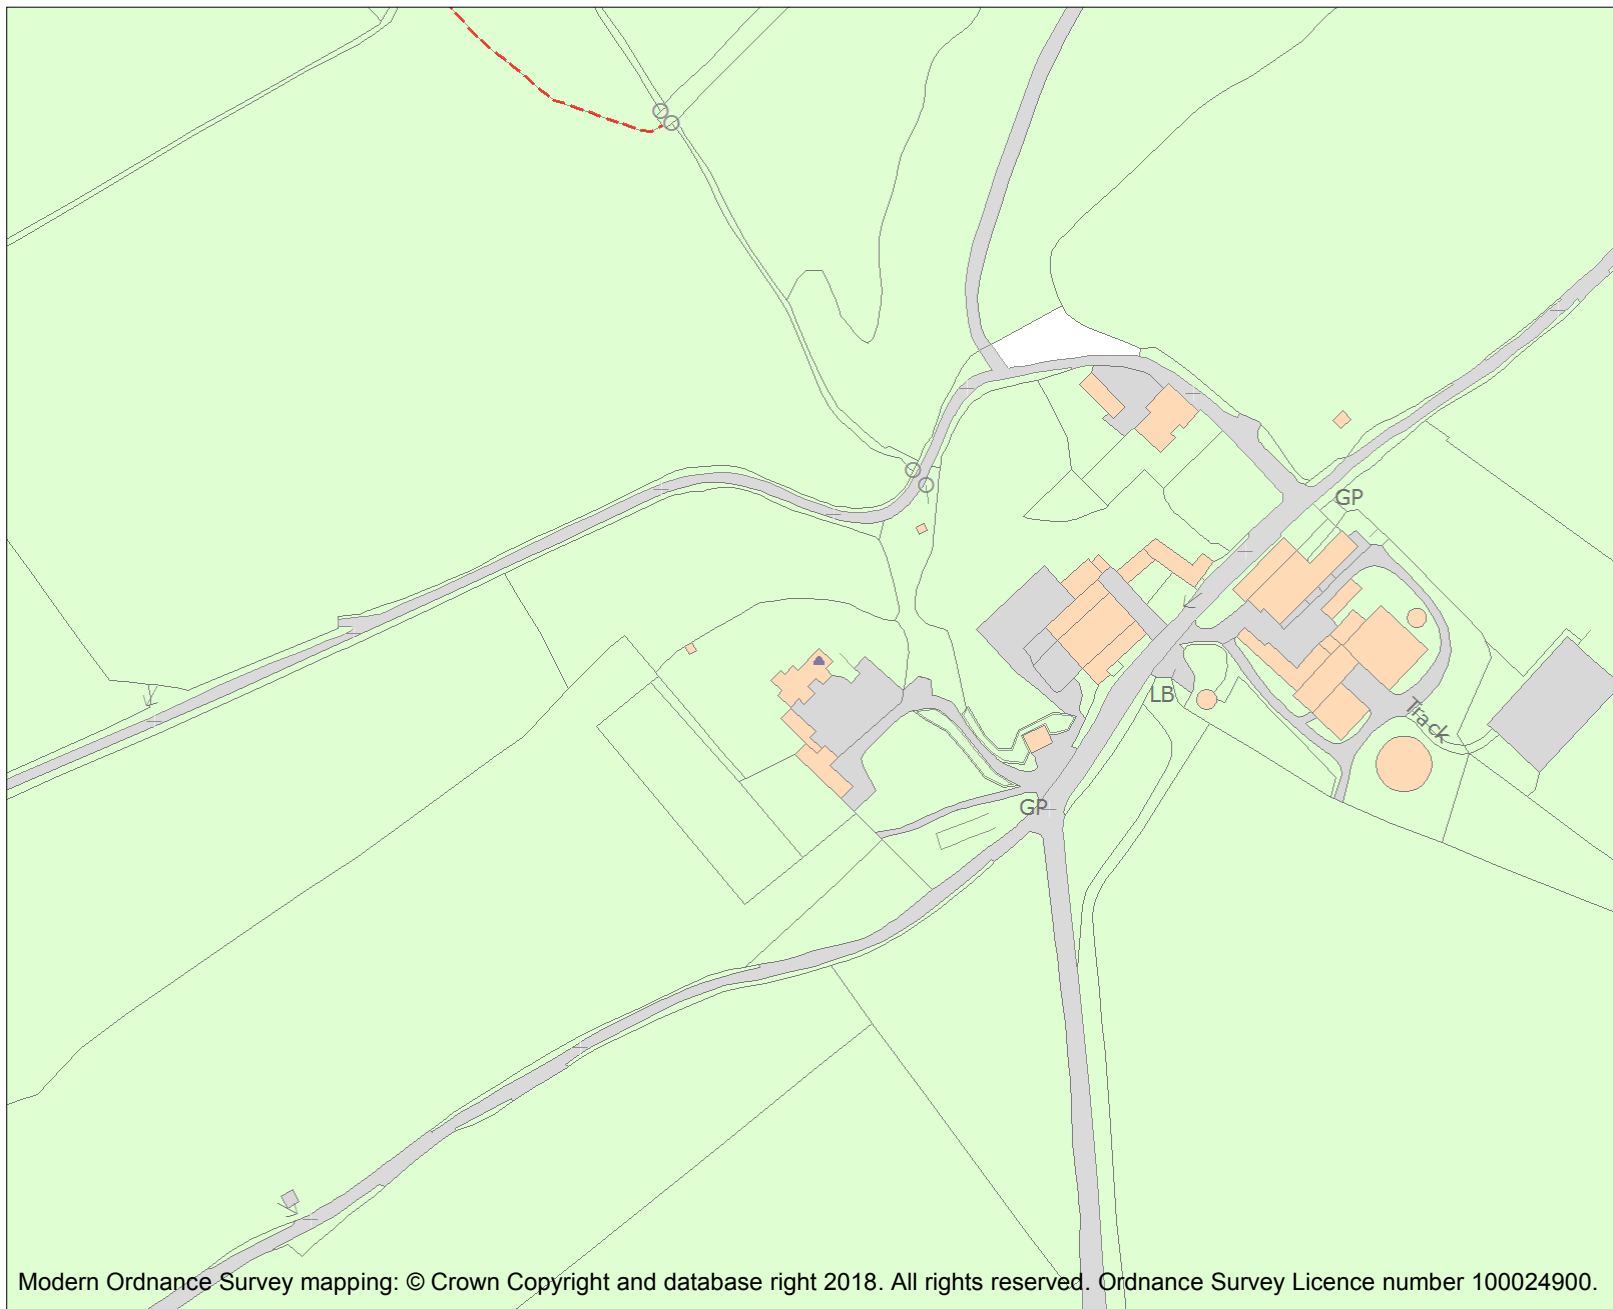 GP
LB
Track
GP
Modern Ordnance Survey mapping: © Crown Copyright and database right 2018. All rights reserved. Ordnance Survey Licence number 100024900.